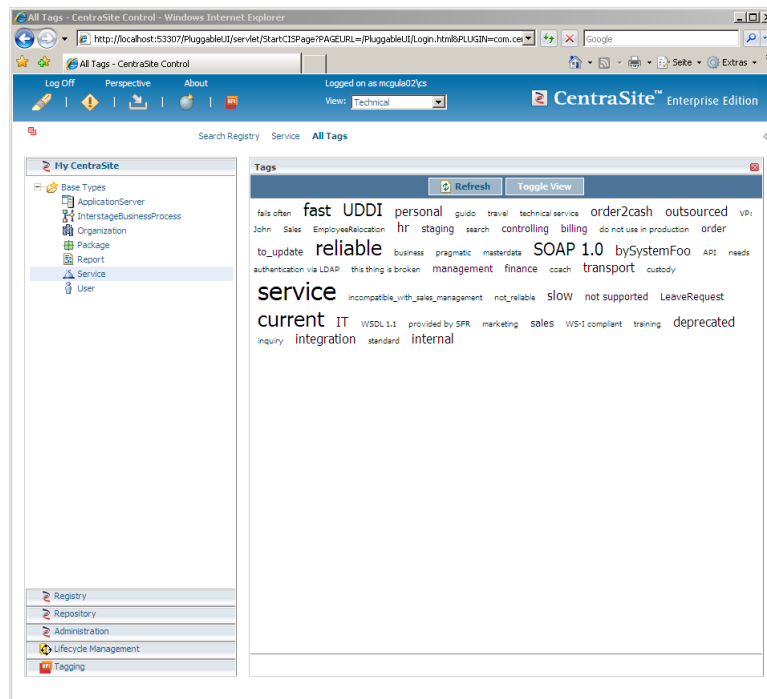 All Tags - CentraSite Control - Windows Internet Explorer
http://localhost:53307/PluggableUI/servlet/StartCISPage?PAGEURL=/PluggableUI/Login.html&PLUGIN=com.cen
Google
All Tags - CentraSite Control
Seite
Extras
Log Off Perspective About
Logged on as mcgula02\cs
View: Technical
CentraSite™ Enterprise Edition
Search Registry Service All Tags
My CentraSite
Base Types
ApplicationServer
InterstageBusinessProcess
Organization
Package
Report
Service
User
Registry
Repository
Administration
Lifecycle Management
Tagging
Tags
Refresh Toggle View
fails often fast UDDI personal guido travel technical service order2cash outsourced VP:
John Sales EmployeeRelocation hr staging search controlling billing do not use in production order
to_update reliable business pragmatic masterdata SOAP 1.0 bySystemFoo API needs
authentication via LDAP this thing is broken management finance coach transport custody
service incompatible_with_sales_management not_reliable slow not supported LeaveRequest
current IT WSDL 1.1 provided by SFR marketing sales WS-I compliant training deprecated
inquiry integration standard internal